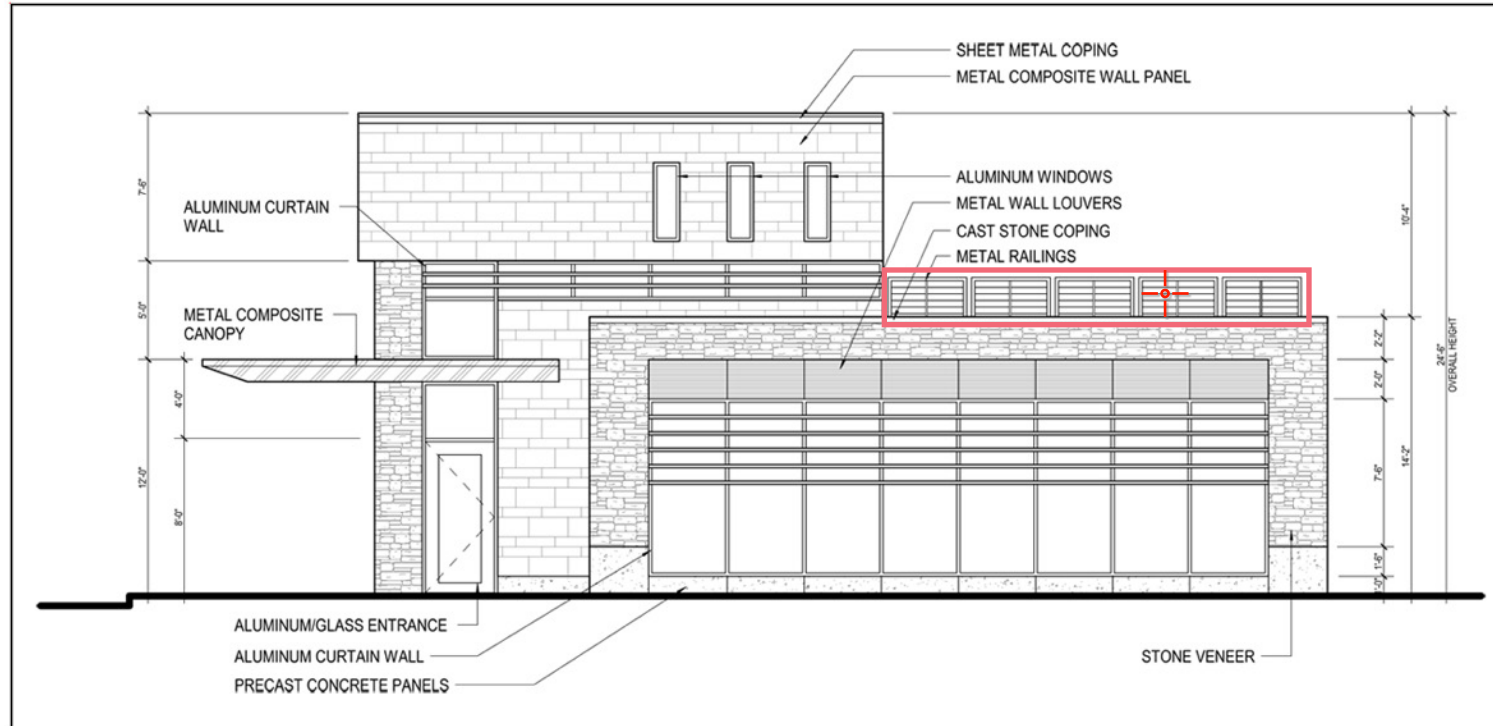 SHEET METAL COPING
METAL COMPOSITE WALL PANEL
ALUMINUM WINDOWS
METAL WALL LOUVERS
CAST STONE COPING
METAL RAILINGS
ALUMINUM CURTAIN
WALL
METAL COMPOSITE
CANOPY
7'-6"
5'-0"
12'-0"
4'-0"
8'-0"
10'-4"
24'-6"
OVERALL HEIGHT
14'-2"
2'-2"
2'-0"
7'-6"
1'-6"
1'-0"
ALUMINUM/GLASS ENTRANCE
ALUMINUM CURTAIN WALL
PRECAST CONCRETE PANELS
STONE VENEER